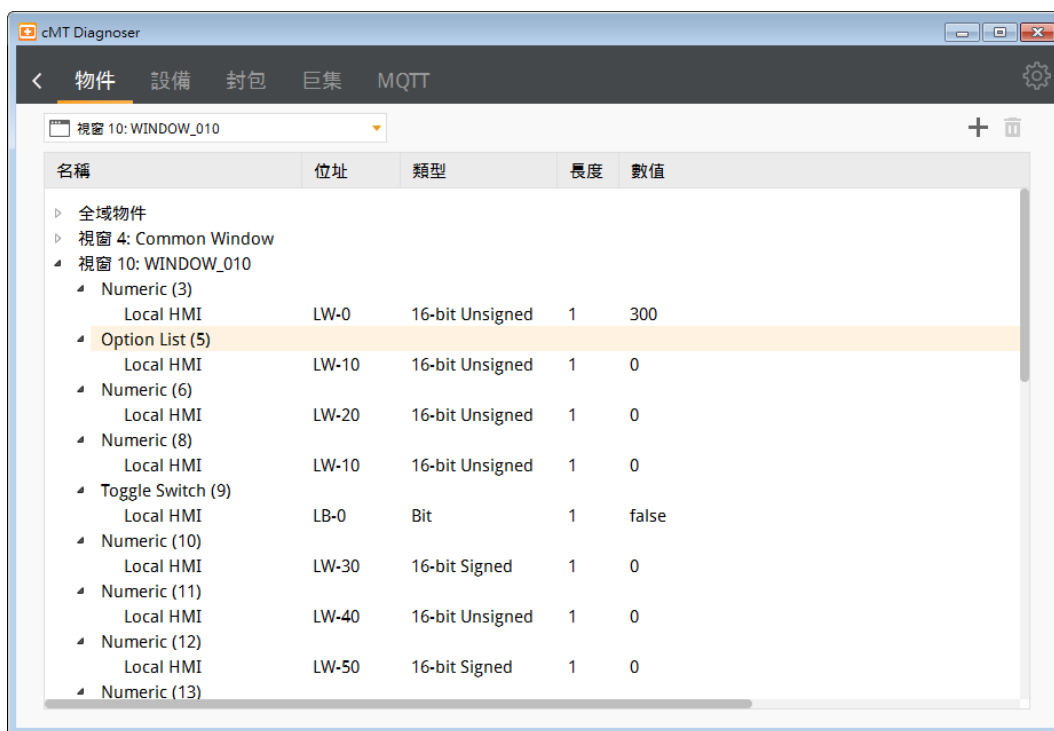 cMT Diagnoser
物件 設備 封包 巨集 MQTT
視窗 10: WINDOW_010
名稱 位址 類型 長度 數值
全域物件
視窗 4: Common Window
視窗 10: WINDOW_010
Numeric (3)
Local HMI LW-0 16-bit Unsigned 1 300
Option List (5)
Local HMI LW-10 16-bit Unsigned 1 0
Numeric (6)
Local HMI LW-20 16-bit Unsigned 1 0
Numeric (8)
Local HMI LW-10 16-bit Unsigned 1 0
Toggle Switch (9)
Local HMI LB-0 Bit 1 false
Numeric (10)
Local HMI LW-30 16-bit Signed 1 0
Numeric (11)
Local HMI LW-40 16-bit Unsigned 1 0
Numeric (12)
Local HMI LW-50 16-bit Signed 1 0
Numeric (13)